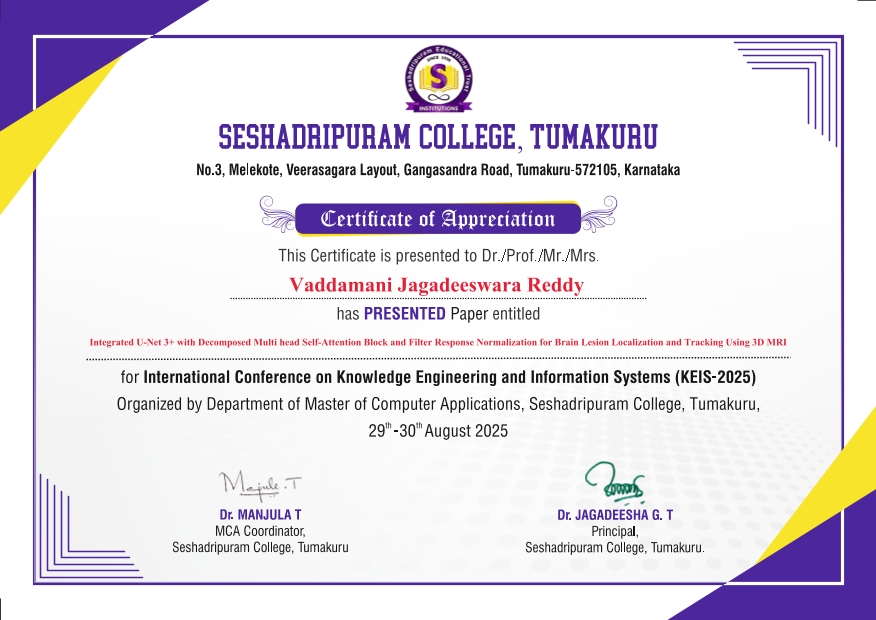 Seshadripuram Educational Trust
SINCE 1930
S
INSTITUTIONS
SESHADRIPURAM COLLEGE, TUMAKURU
No.3, Melekote, Veerasagara Layout, Gangasandra Road, Tumakuru-572105, Karnataka
Certificate of Appreciation
This Certificate is presented to Dr./Prof./Mr./Mrs.
Vaddamani Jagadeeswara Reddy
has PRESENTED Paper entitled
Integrated U-Net 3+ with Decomposed Multi head Self-Attention Block and Filter Response Normalization for Brain Lesion Localization and Tracking Using 3D MRI
for International Conference on Knowledge Engineering and Information Systems (KEIS-2025)
Organized by Department of Master of Computer Applications, Seshadripuram College, Tumakuru,
29th-30th August 2025
Majule.T
Dr. MANJULA T
MCA Coordinator,
Seshadripuram College, Tumakuru
Dr. JAGADEESHA G. T
Principal,
Seshadripuram College, Tumakuru.